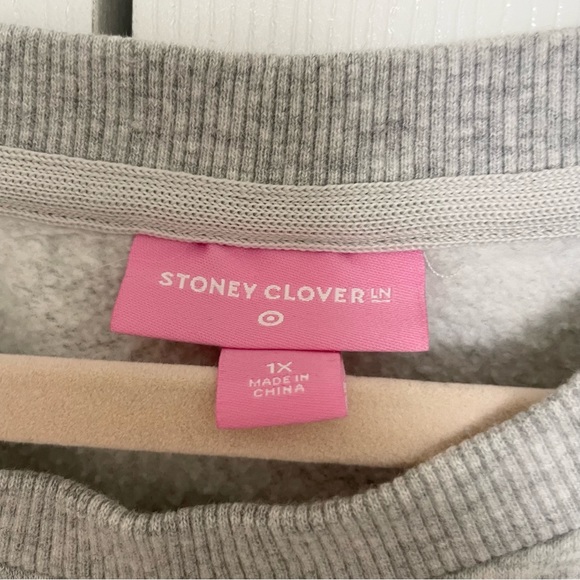 STONEY CLOVER LN
1X
MADE IN
CHINA